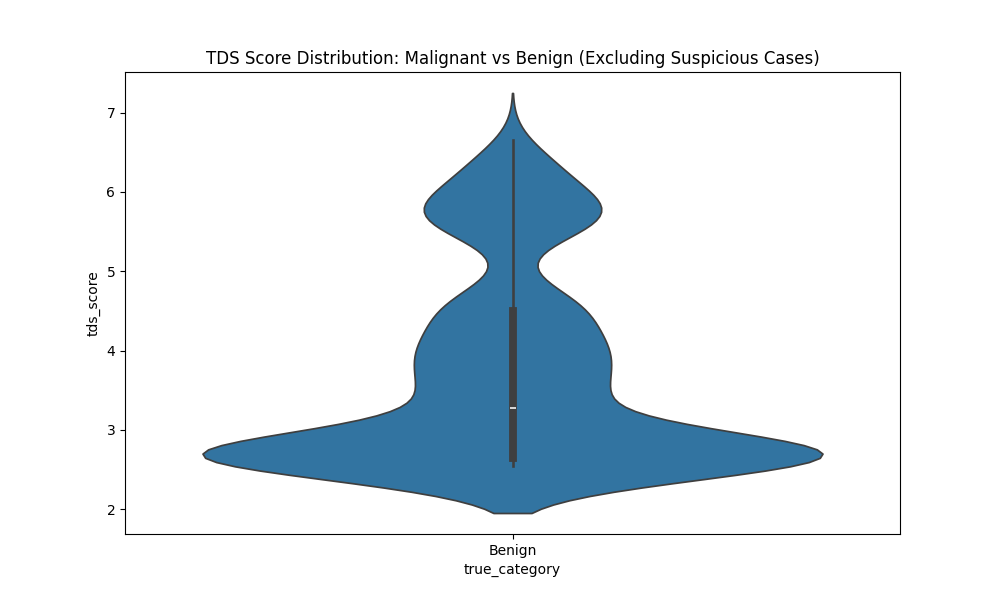 TDS Score Distribution: Malignant vs Benign (Excluding Suspicious Cases)
7
6
5
4
3
2
tds_score
Benign
true_category